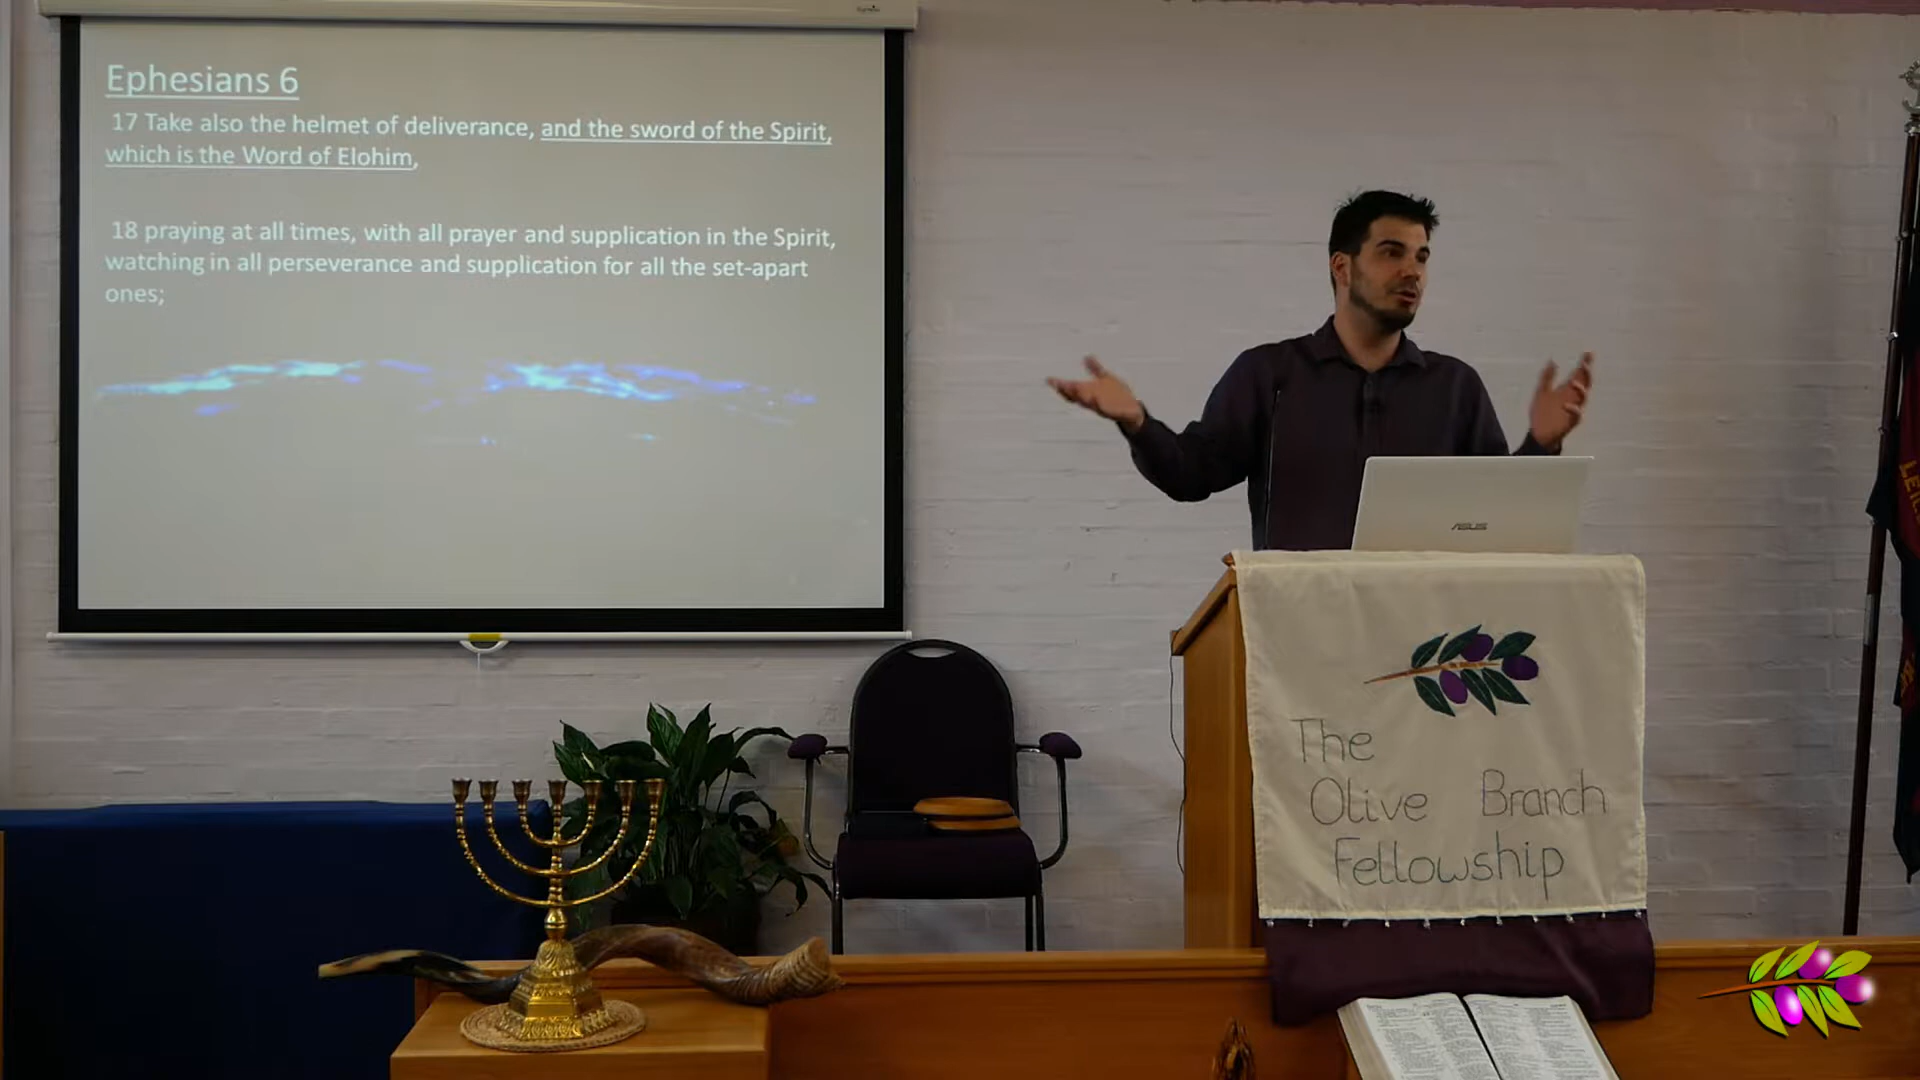 Ephesians 6
17 Take also the helmet of deliverance, and the sword of the Spirit,
which is the Word of Elohim,
18 praying at all times, with all prayer and supplication in the Spirit,
watching in all perseverance and supplication for all the set-apart
ones;
ASUS
The
Olive Branch
Fellowship